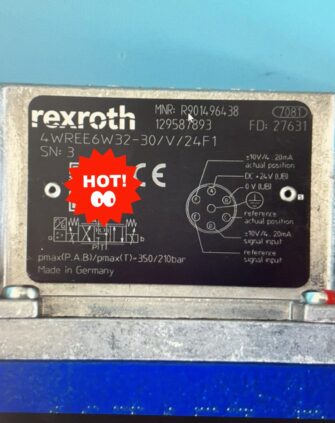 rexroth
MNR: R901496438
7081
129587893
FD: 27631
4WREE6W32-30/V/24F1
SN: 3
HOT!
CE
±10V/4...20mA
actual position
DC +24V (UB)
0 V (UB)
reference
actual position
±10V/4...20mA
signal input
reference
signal input
a
b
P T
pmax(P,A,B)/pmax(T)=350/210bar
Made in Germany